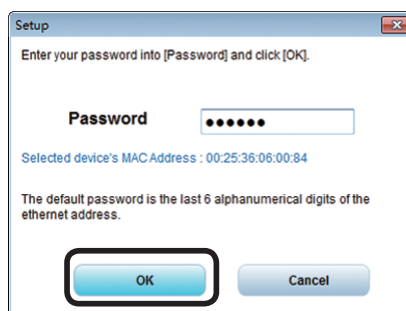 Setup
Enter your password into [Password] and click [OK].
Password ●●●●●●
Selected device's MAC Address : 00:25:36:06:00:84
The default password is the last 6 alphanumerical digits of the
ethernet address.
OK Cancel